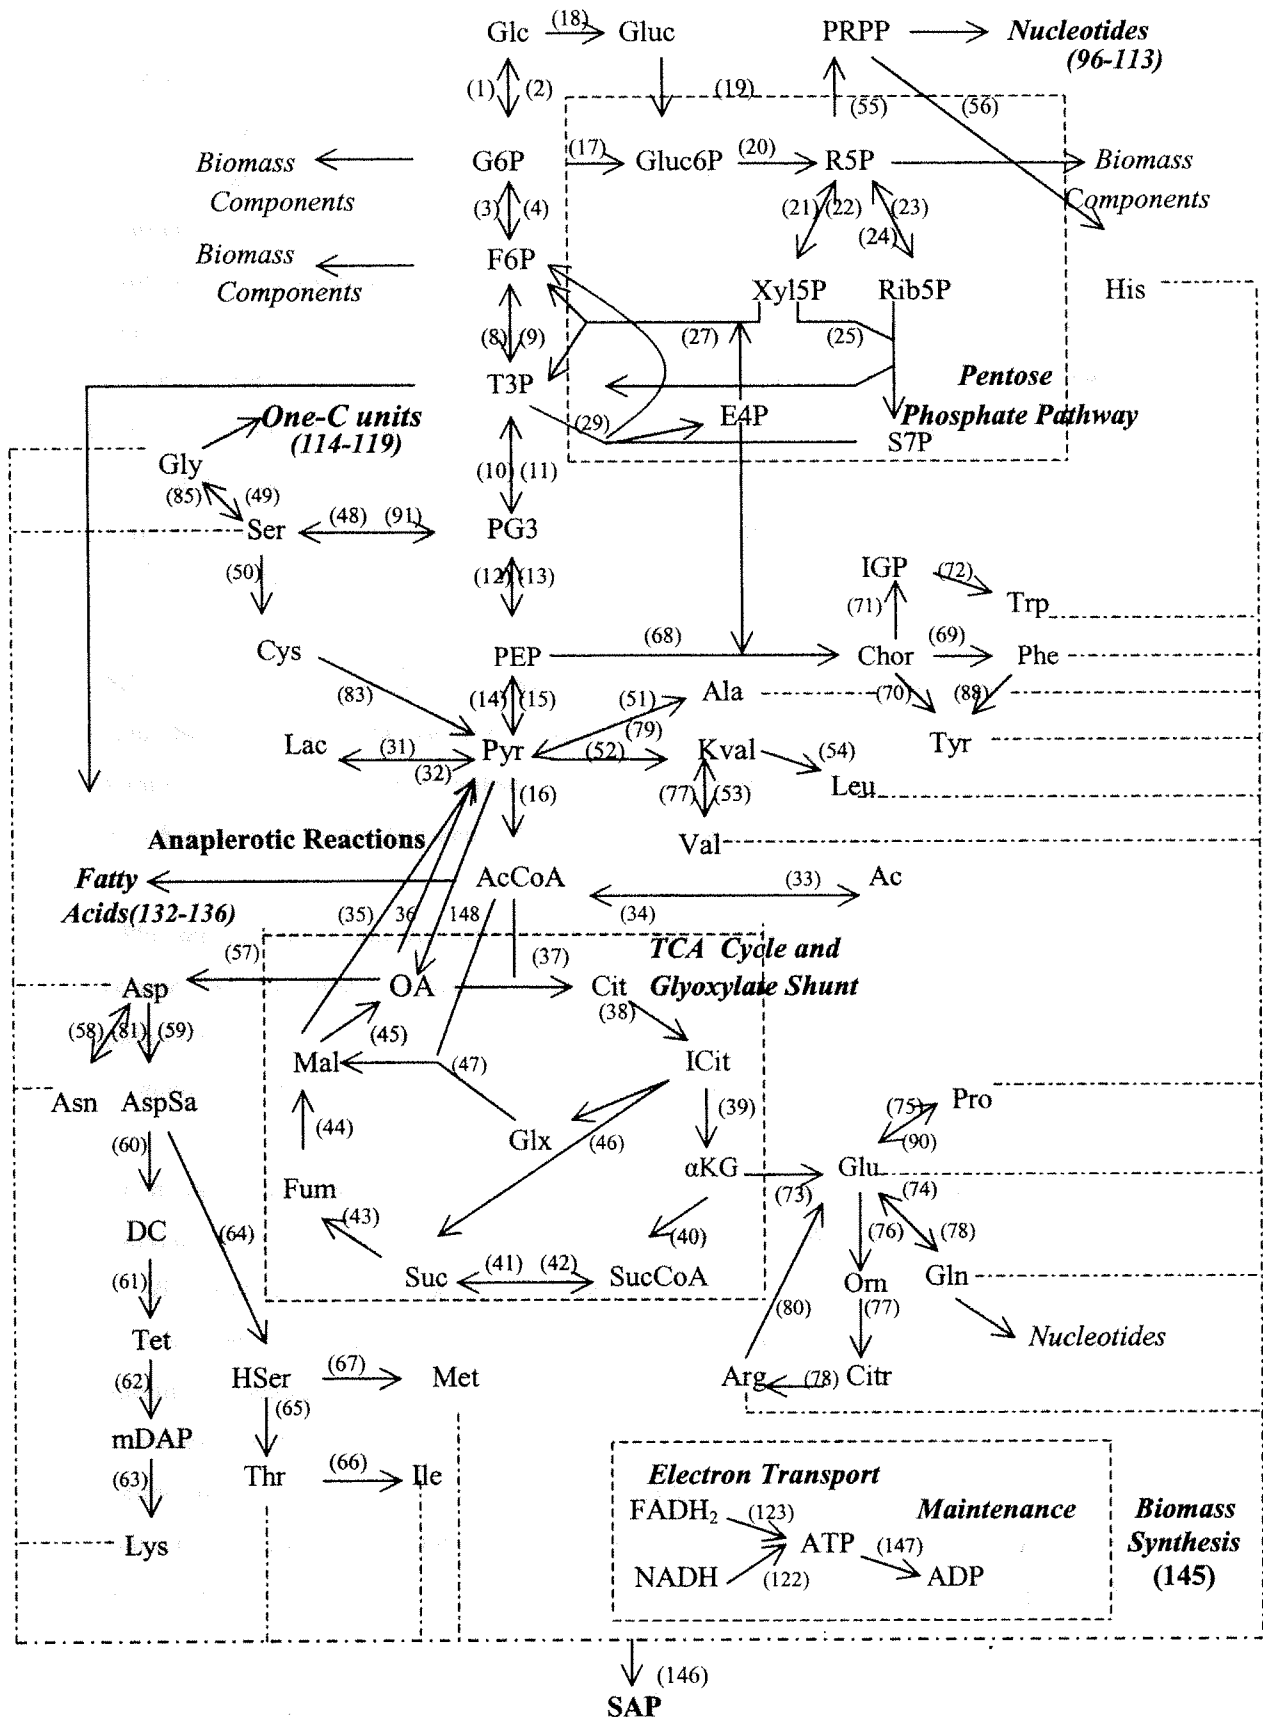 Glc (18) Gluc PRPP Nucleotides
(96-113)
(1) (2) (19) (55) (56)
Biomass
Components
G6P (17) Gluc6P (20) R5P Biomass
Components
(3) (4) (21) (22) (23)
(24)
Biomass
Components
F6P
Xyl5P Rib5P His
(8) (9) (27) (25)
T3P Pentose
Phosphate Pathway
One-C units
(114-119)
(29) E4P
S7P
Gly (10) (11)
(85) (49)
Ser (48) (91) PG3
(50) (12) (13) IGP (72)
(71) Trp
Cys PEP (68) Chor (69) Phe
(83) (14) (15) (51) Ala (70) (88)
(79)
Lac (31) Pyr (52) Kval (54) Tyr
(32) Leu
(16) (77) (53)
Anaplerotic Reactions Val
Fatty
Acids(132-136)
AcCoA (33) Ac
(35) 36 148 (34)
(57) (37) TCA Cycle and
Glyoxylate Shunt
Asp OA Cit
(38)
(58) (81) (59) (45)
Mal (47) ICit
Asn AspSa (39) (75) Pro
(90)
(60) (44) Glx (46)
αKG (73) Glu (74)
Fum
DC (64) (43) (40) (76) (78)
(61) Suc (41) (42) SucCoA Orn Gln
(80) (77)
Tet Nucleotides
(62) HSer (67) Met Arg (78) Citr
(65)
mDAP
(63) Thr (66) Ile
Lys
Electron Transport
FADH₂ (123) Maintenance
ATP (147)
NADH (122) ADP
Biomass
Synthesis
(145)
(146)
SAP